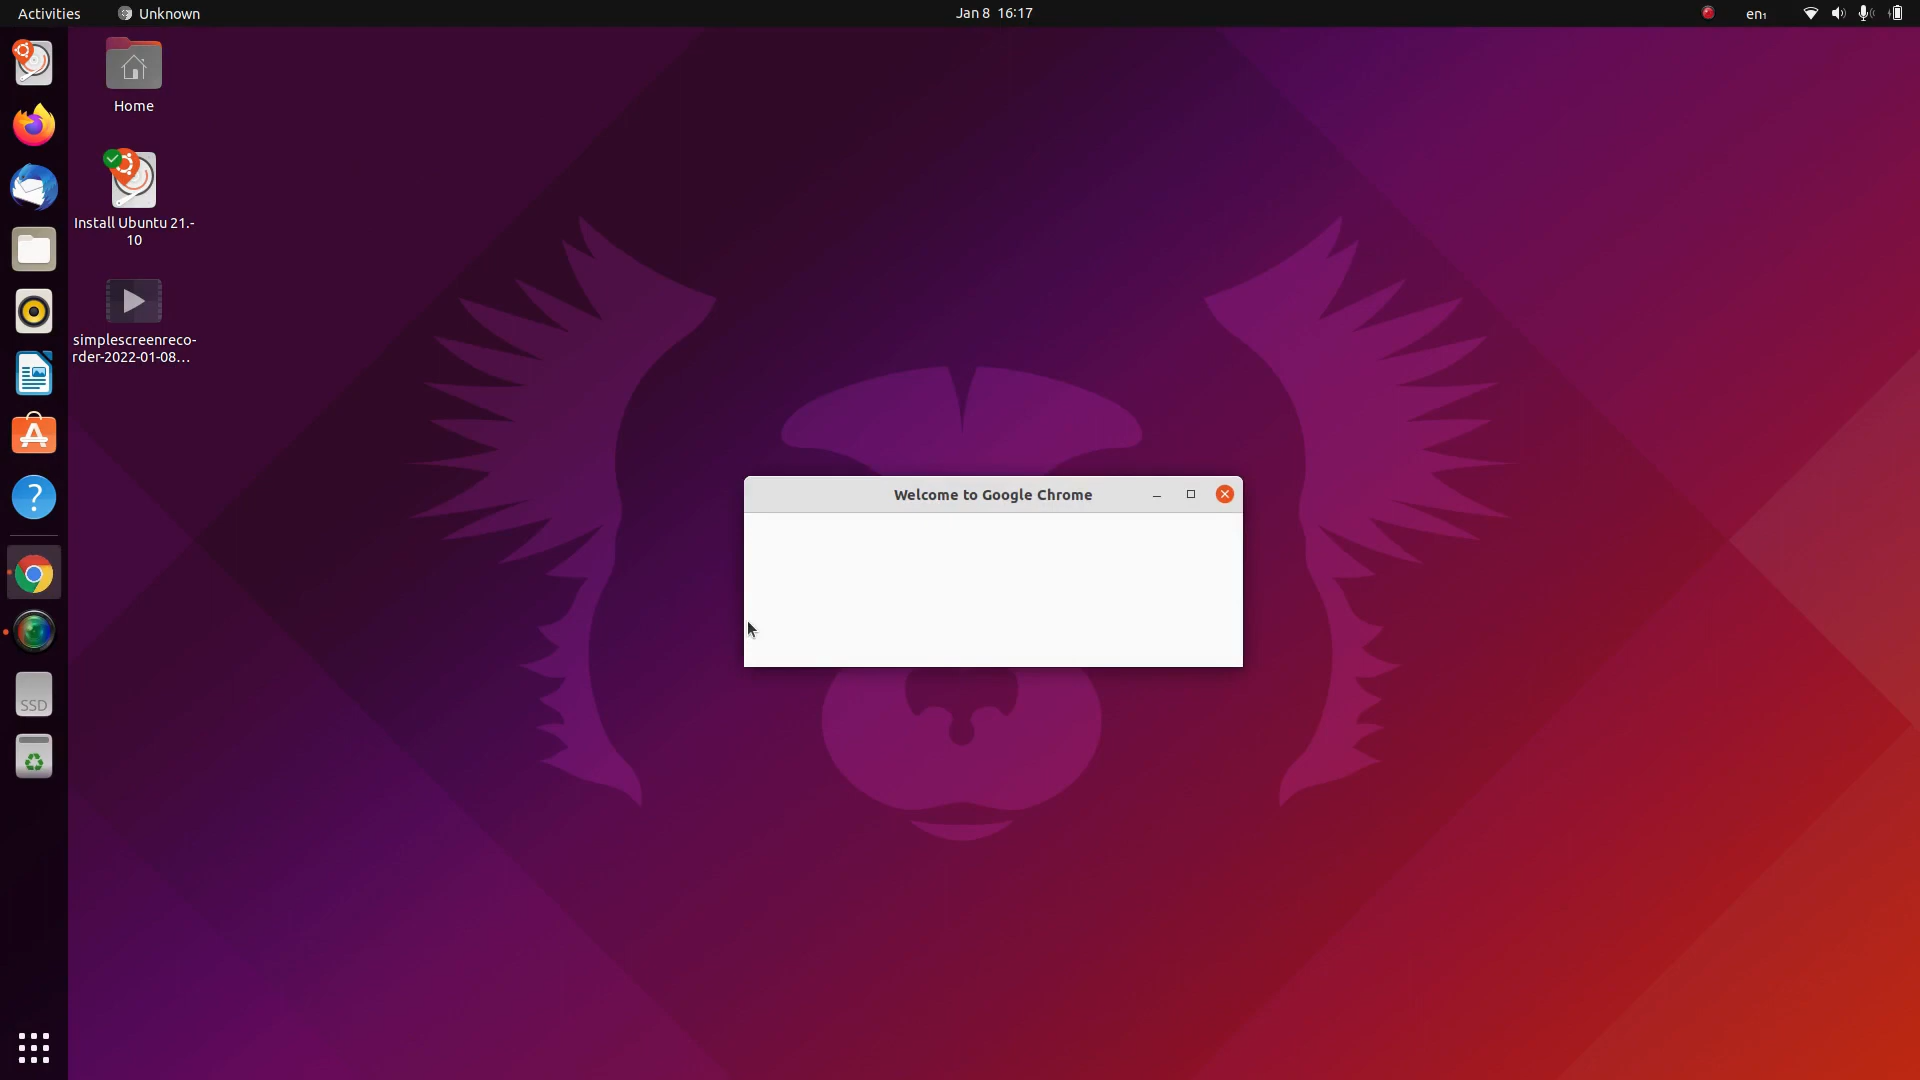 Activities
Unknown
Jan 8 16:17
en₁
Home
Install Ubuntu 21.-
10
simplescreenreco-
rder-2022-01-08...
Welcome to Google Chrome
SSD